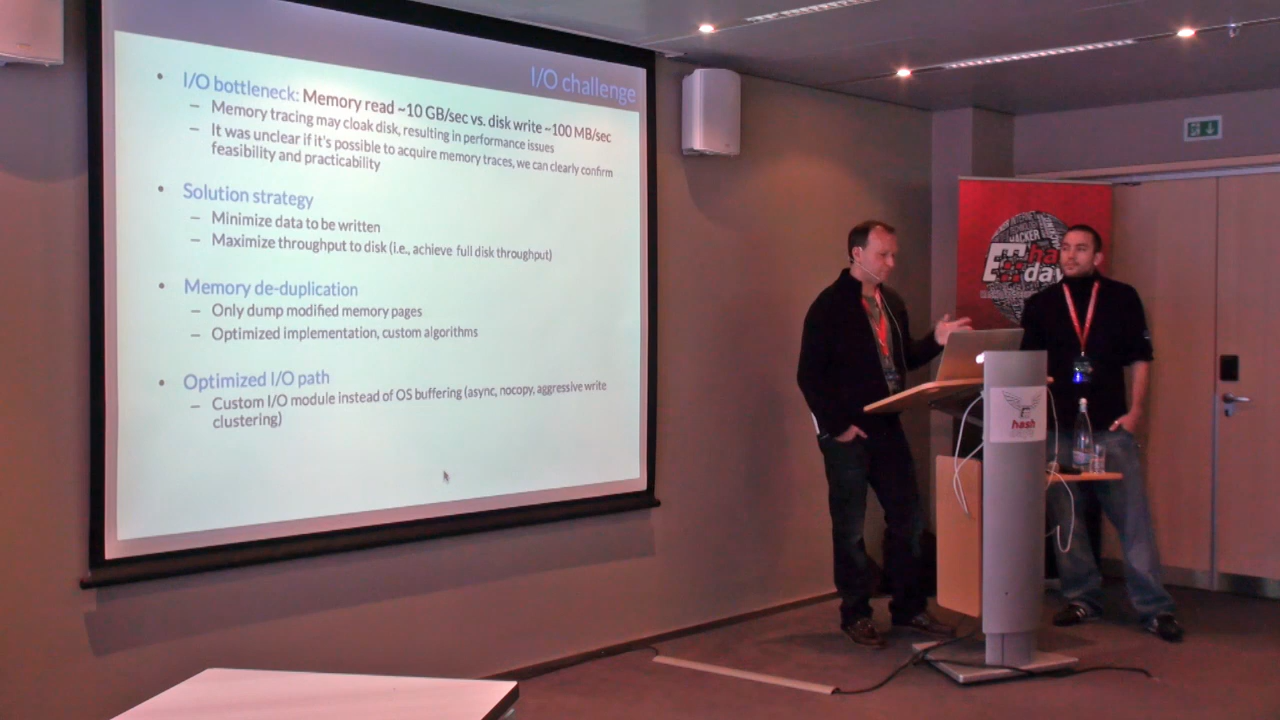 I/O challenge
• I/O bottleneck: Memory read ~10 GB/sec vs. disk write ~100 MB/sec
– Memory tracing may cloak disk, resulting in performance issues
– It was unclear if it's possible to acquire memory traces, we can clearly confirm
feasibility and practicability
• Solution strategy
– Minimize data to be written
– Maximize throughput to disk (I.e., achieve full disk throughput)
• Memory de-duplication
– Only dump modified memory pages
– Optimized implementation, custom algorithms
• Optimized I/O path
– Custom I/O module instead of OS buffering (async, nocopy, aggressive write
clustering)
HACKER
ha
day
hash